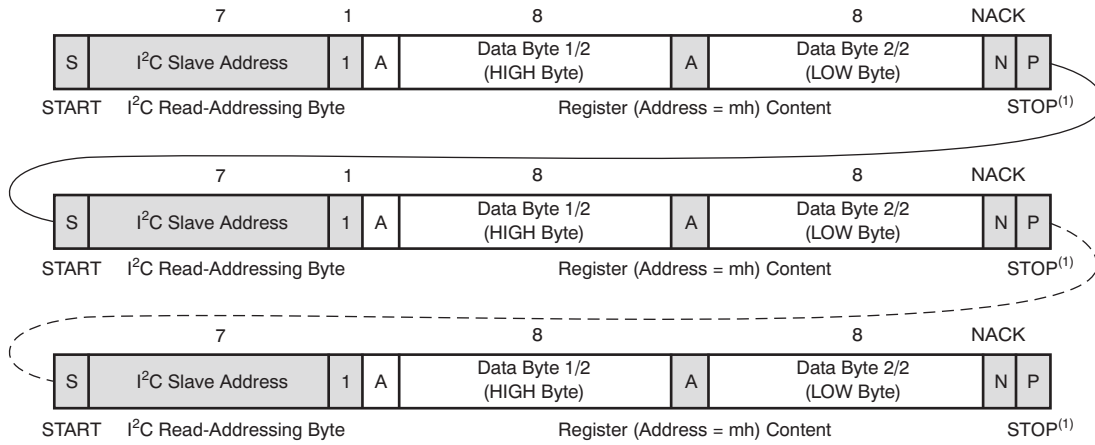 7 1 8 8 NACK
S I²C Slave Address 1 A Data Byte 1/2 (HIGH Byte) A Data Byte 2/2 (LOW Byte) N P
START I²C Read-Addressing Byte Register (Address = mh) Content STOP⁽¹⁾
7 1 8 8 NACK
S I²C Slave Address 1 A Data Byte 1/2 (HIGH Byte) A Data Byte 2/2 (LOW Byte) N P
START I²C Read-Addressing Byte Register (Address = mh) Content STOP⁽¹⁾
7 1 8 8 NACK
S I²C Slave Address 1 A Data Byte 1/2 (HIGH Byte) A Data Byte 2/2 (LOW Byte) N P
START I²C Read-Addressing Byte Register (Address = mh) Content STOP⁽¹⁾